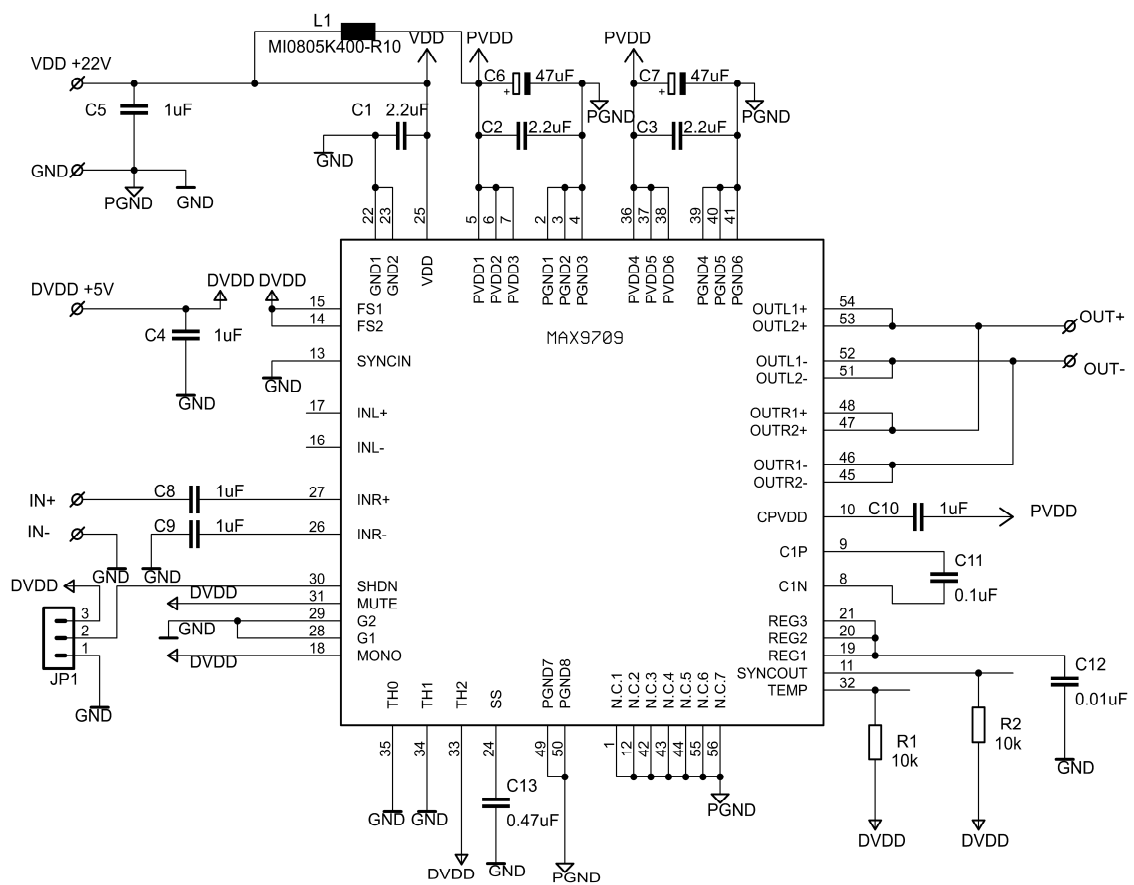 L1
MI0805K400-R10
VDD
PVDD
PVDD
VDD +22V
C6
47uF
C7
47uF
C5
1uF
C1
2.2uF
PGND
PGND
+
+
C2
2.2uF
C3
2.2uF
GND
GND
PGND
GND
22
23
25
5
6
7
2
3
4
36
37
38
39
40
41
GND1
GND2
VDD
PVDD1
PVDD2
PVDD3
PGND1
PGND2
PGND3
PVDD4
PVDD5
PVDD6
PGND4
PGND5
PGND6
MAX9709
DVDD +5V
DVDD
DVDD
C4
1uF
GND
15
FS1
14
FS2
13
SYNCIN
GND
17
INL+
16
INL-
IN+
C8
1uF
27
INR+
IN-
C9
1uF
26
INR-
GND
GND
DVDD
30
SHDN
DVDD
31
MUTE
29
G2
GND
28
G1
DVDD
18
MONO
3
2
1
JP1
GND
OUTL1+
54
OUTL2+
53
OUT+
OUTL1-
52
OUTL2-
51
OUT-
OUTR1+
48
OUTR2+
47
OUTR1-
46
OUTR2-
45
CPVDD
10
C10
1uF
PVDD
C1P
9
C11
0.1uF
C1N
8
REG3
21
REG2
20
REG1
19
SYNCOUT
11
TEMP
32
C12
0.01uF
GND
R1
10k
R2
10k
DVDD
DVDD
TH0
TH1
TH2
SS
PGND7
PGND8
N.C.1
N.C.2
N.C.3
N.C.4
N.C.5
N.C.6
N.C.7
35
34
33
24
49
50
1
12
42
43
44
55
56
C13
0.47uF
GND
GND
DVDD
GND
PGND
PGND